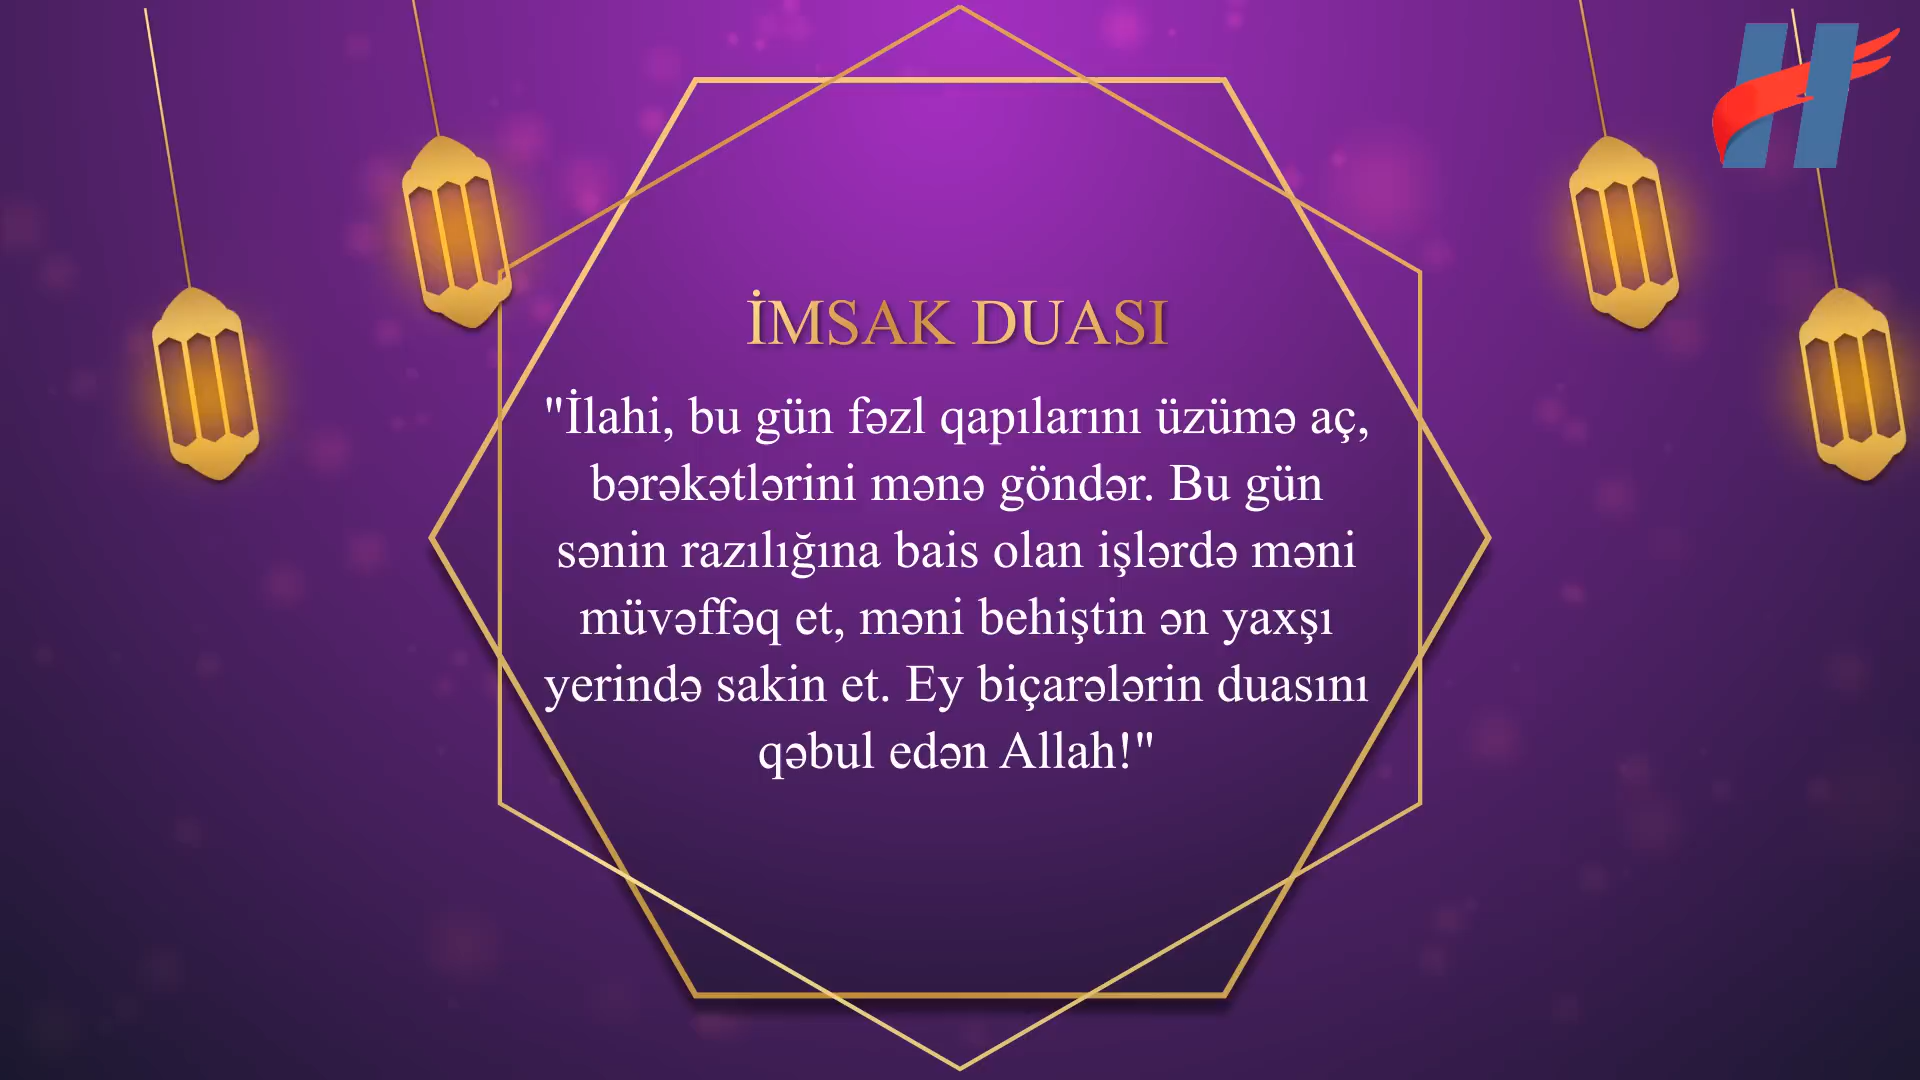 İMSAK DUASI
"İlahi, bu gün fəzl qapılarını üzümə aç,
bərəkətlərini mənə göndər. Bu gün
sənin razılığına bais olan işlərdə məni
müvəffəq et, məni behiştin ən yaxşı
yerində sakin et. Ey biçarələrin duasını
qəbul edən Allah!"